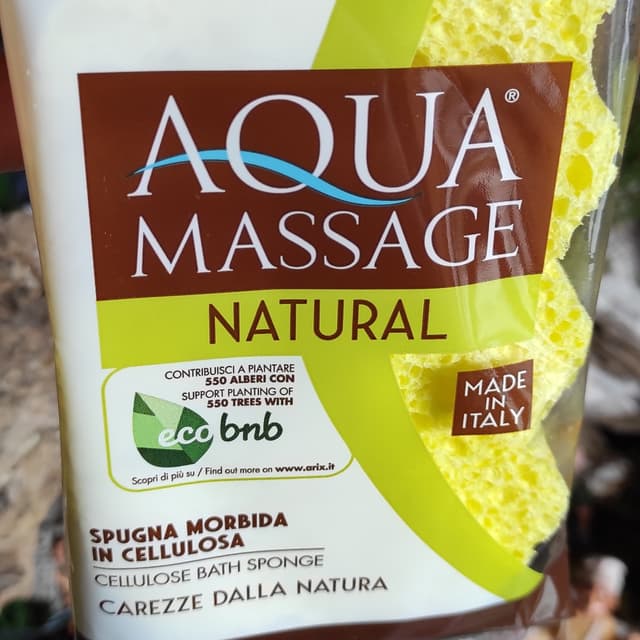 AQUA®
MASSAGE
NATURAL
CONTRIBUISCI A PIANTARE
550 ALBERI CON
SUPPORT PLANTING OF
550 TREES WITH
eco bnb
Scopri di più su / Find out more on www.arix.it
MADE
IN
ITALY
SPUGNA MORBIDA
IN CELLULOSA
CELLULOSE BATH SPONGE
CAREZZE DALLA NATURA